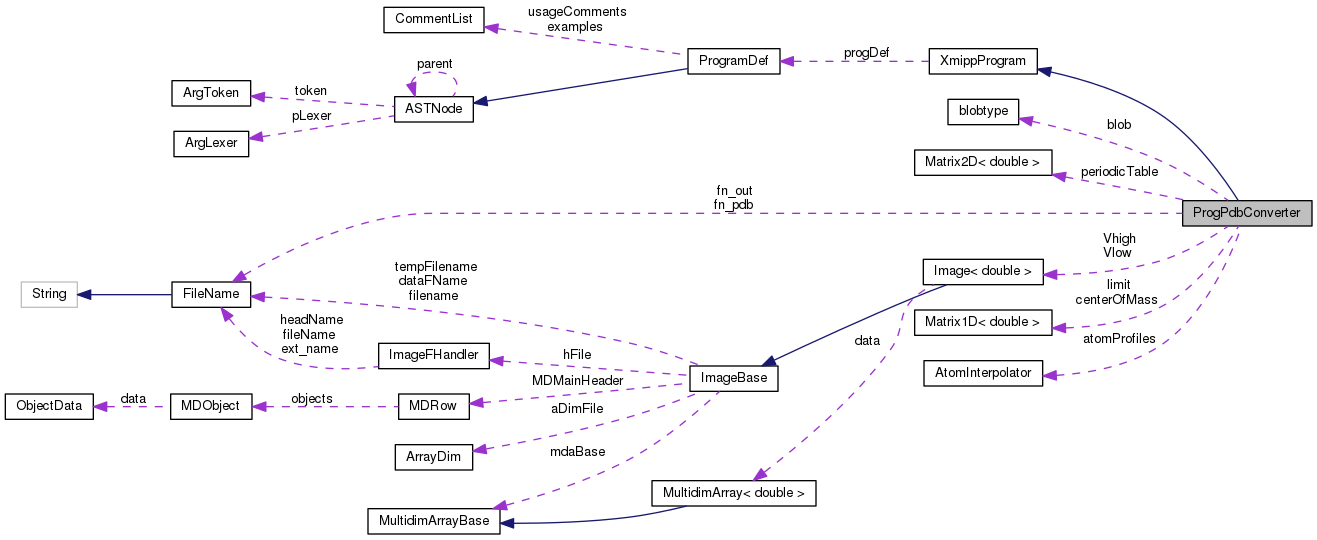 usageComments
examples
CommentList
ProgramDef
progDef
XmippProgram
parent
ArgToken
token
ASTNode
pLexer
ArgLexer
blobtype
blob
Matrix2D< double >
periodicTable
ProgPdbConverter
fn_out
fn_pdb
Vhigh
Vlow
Image< double >
tempFilename
dataFName
filename
String
FileName
limit
centerOfMass
Matrix1D< double >
headName
fileName
ext_name
ImageFHandler
hFile
data
atomProfiles
AtomInterpolator
ImageBase
MDMainHeader
ObjectData
data
MDObject
objects
MDRow
aDimFile
ArrayDim
mdaBase
MultidimArray< double >
MultidimArrayBase